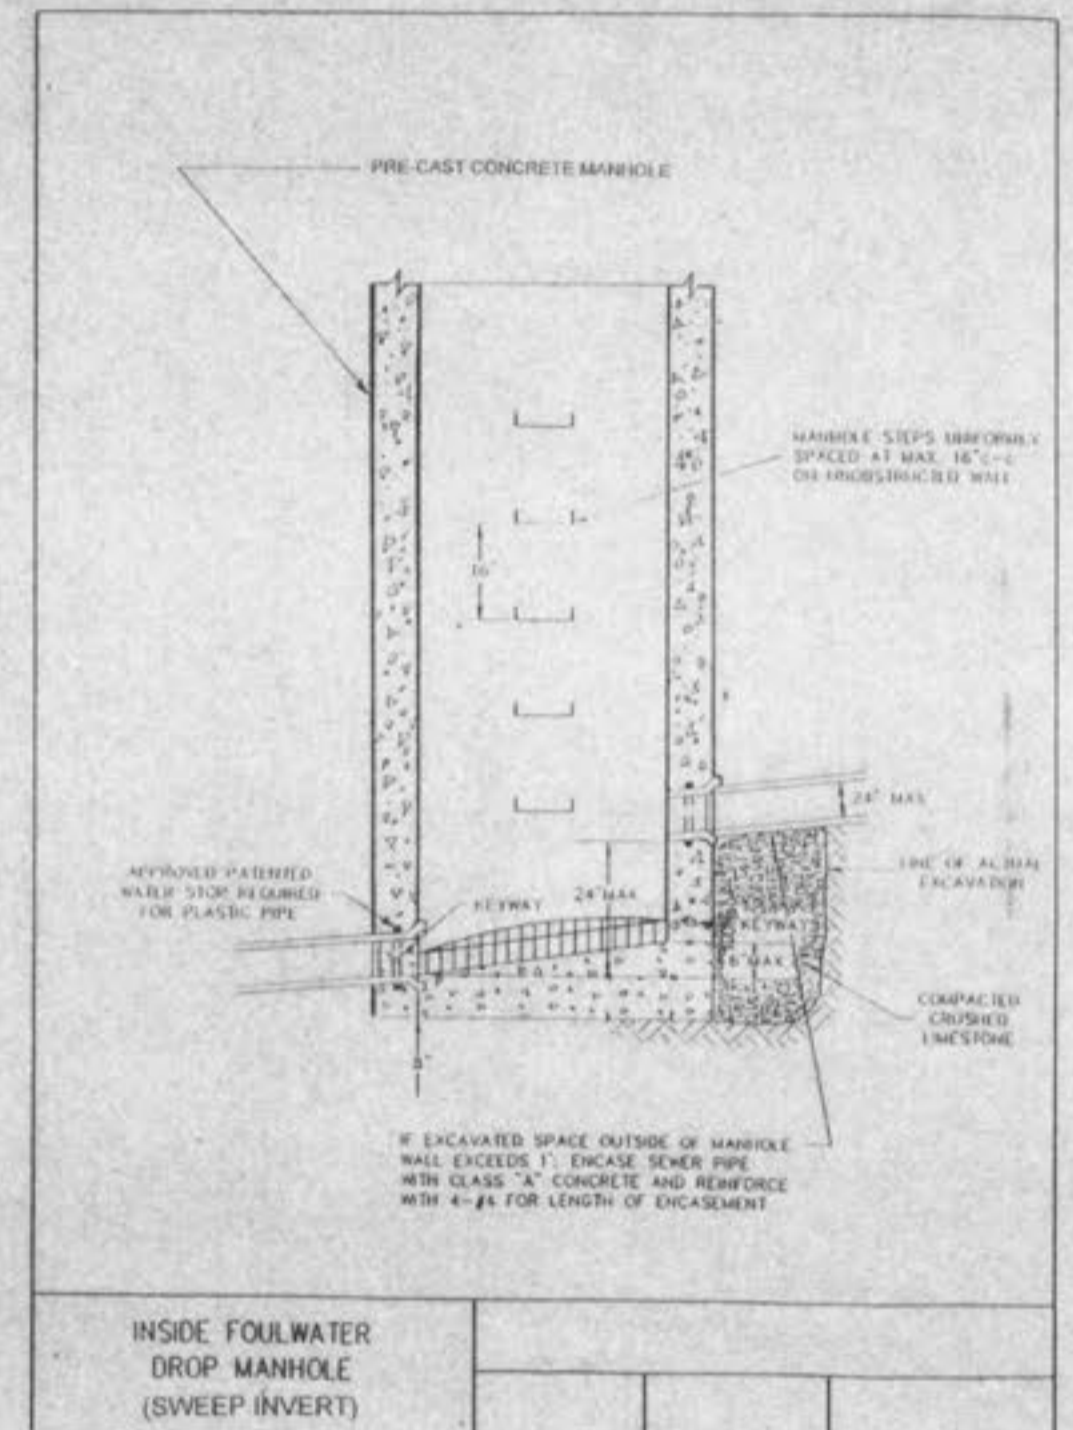 PRE-CAST CONCRETE MANHOLE
MANHOLE STEPS UNIFORMLY
SPACED AT MAX. 16"c-c
ON UNOBSTRUCTED WALL
16"
24" MAX
APPROVED PATENTED
WATER STOP REQUIRED
FOR PLASTIC PIPE
KEYWAY
24" MAX
LINE OF ACTUAL
EXCAVATION
KEYWAY
6" MAX
COMPACTED
CRUSHED
LIMESTONE
IF EXCAVATED SPACE OUTSIDE OF MANHOLE
WALL EXCEEDS 1', ENCASE SEWER PIPE
WITH CLASS "A" CONCRETE AND REINFORCE
WITH 4-#4 FOR LENGTH OF ENCASEMENT
INSIDE FOULWATER
DROP MANHOLE
(SWEEP INVERT)